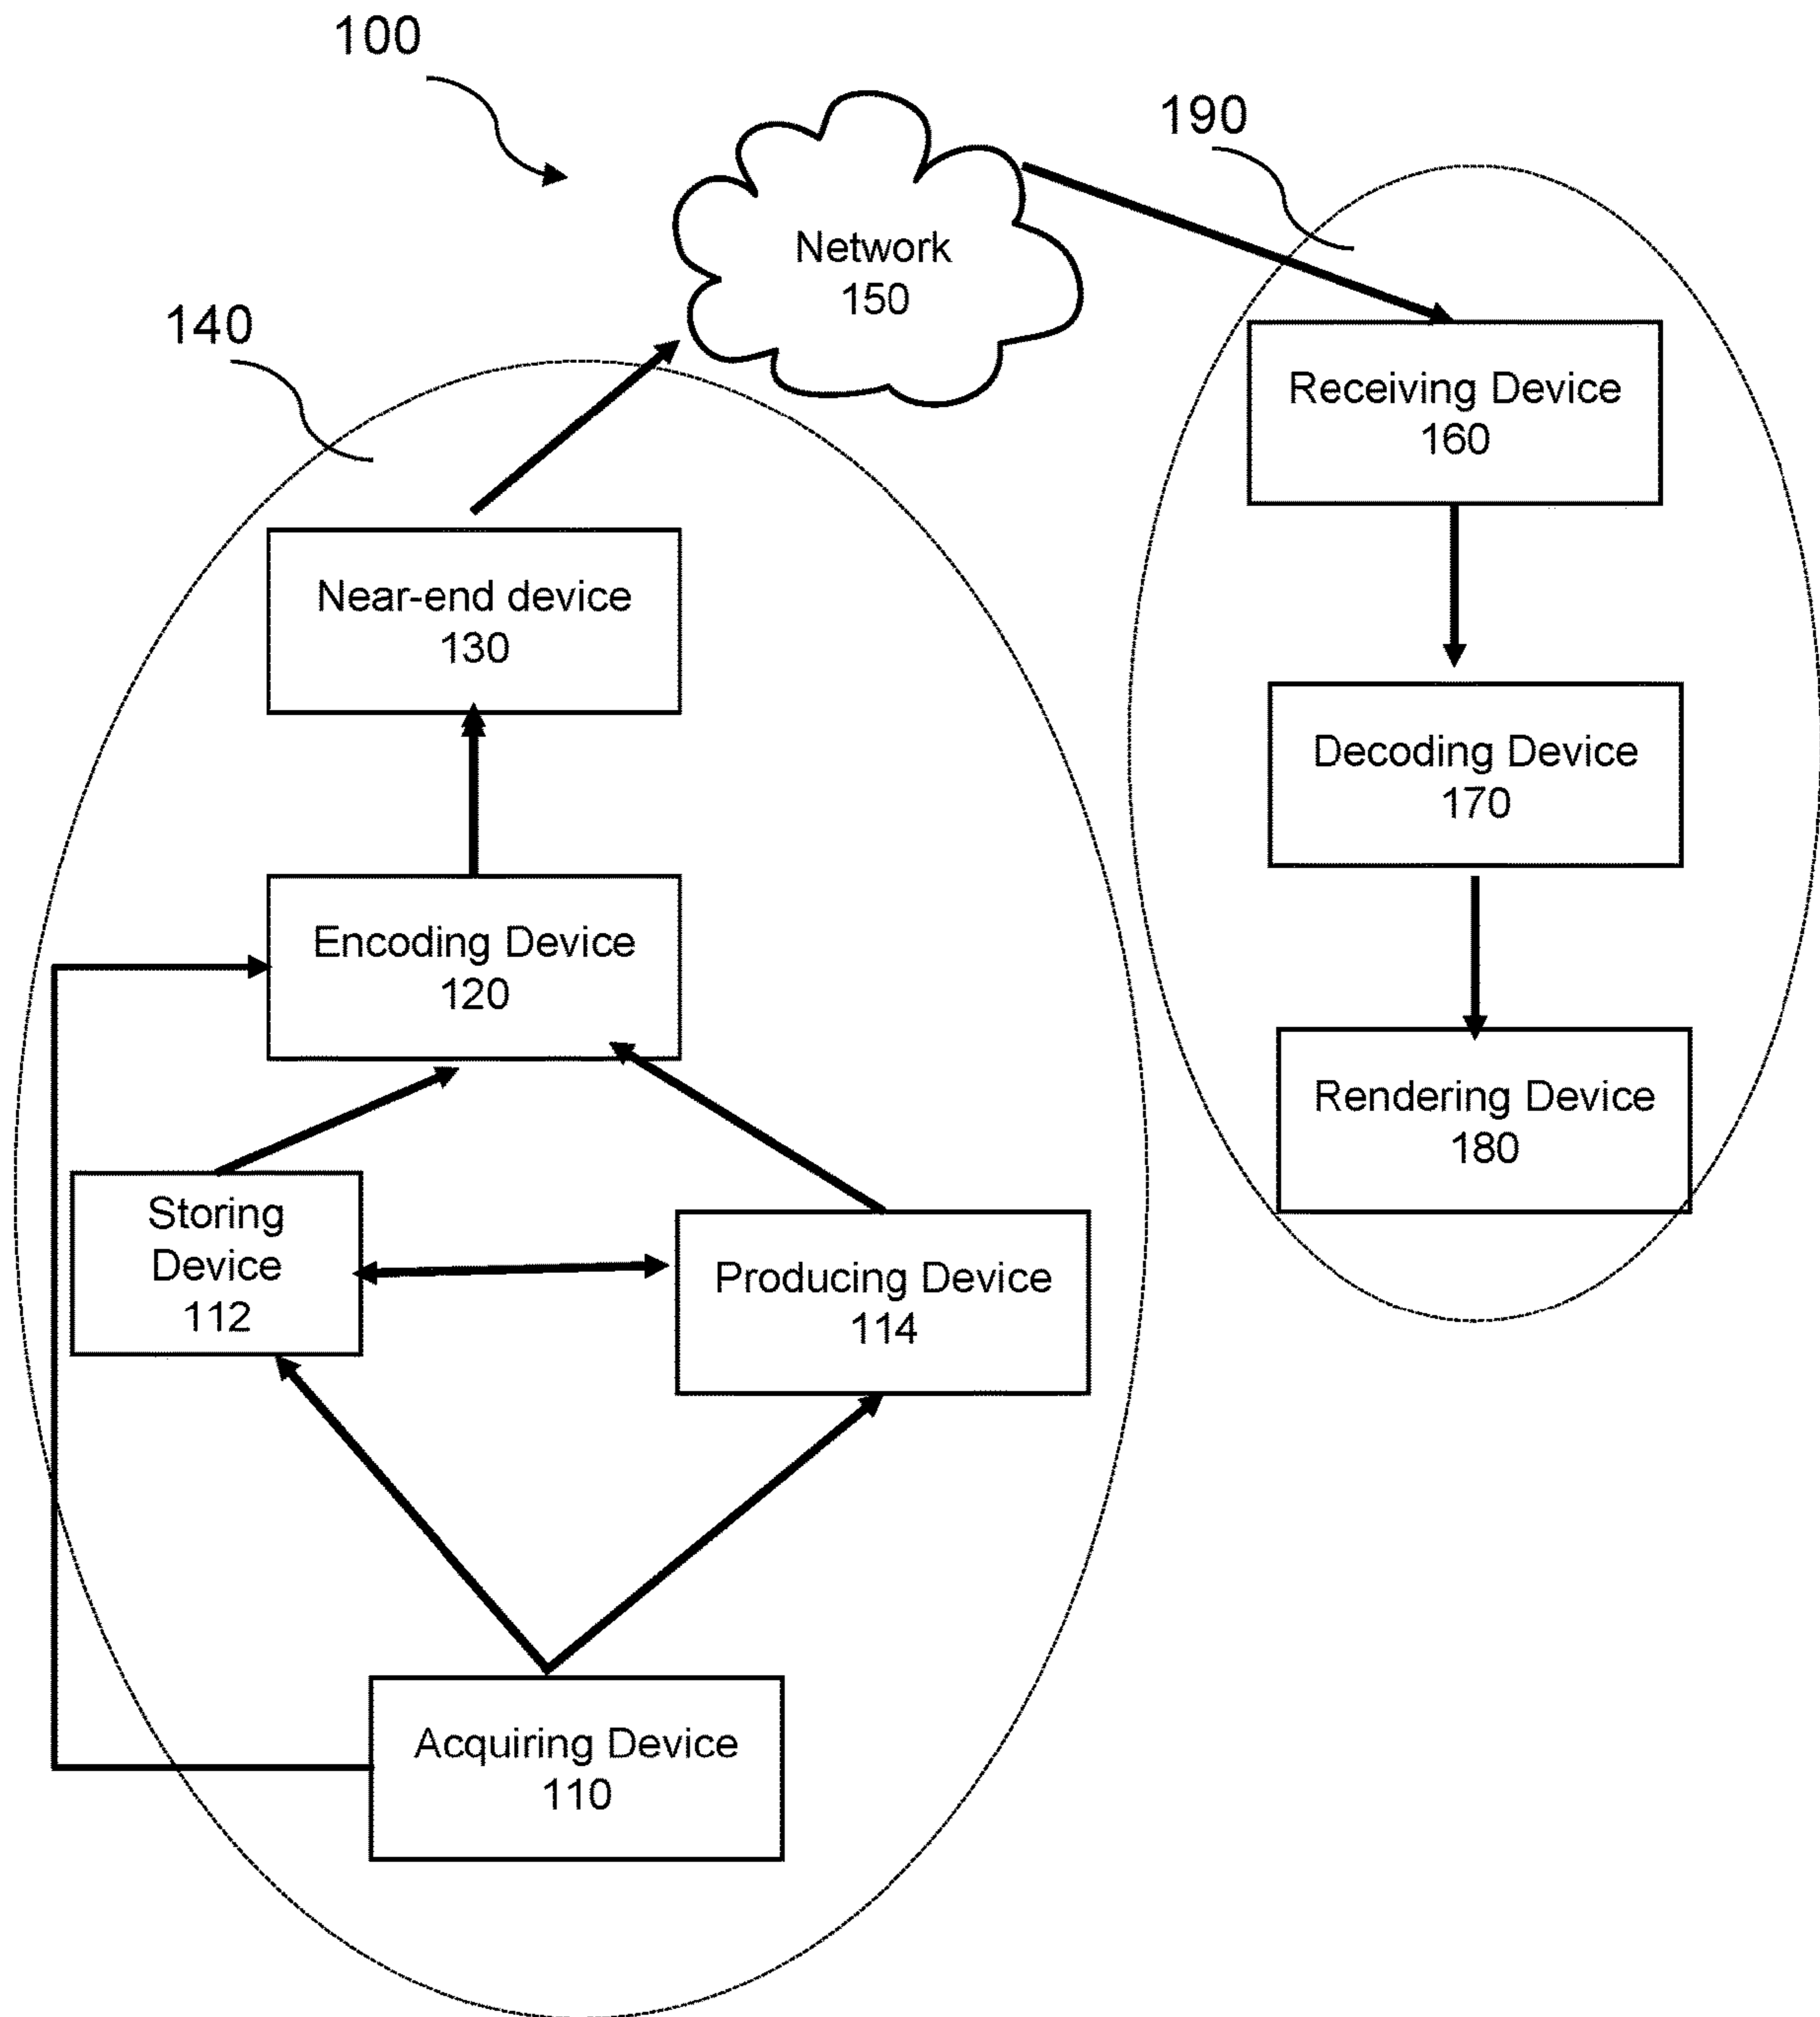 100
190
Network
150
140
Receiving Device
160
Near-end device
130
Decoding Device
170
Encoding Device
120
Rendering Device
180
Storing
Device
112
Producing Device
114
Acquiring Device
110